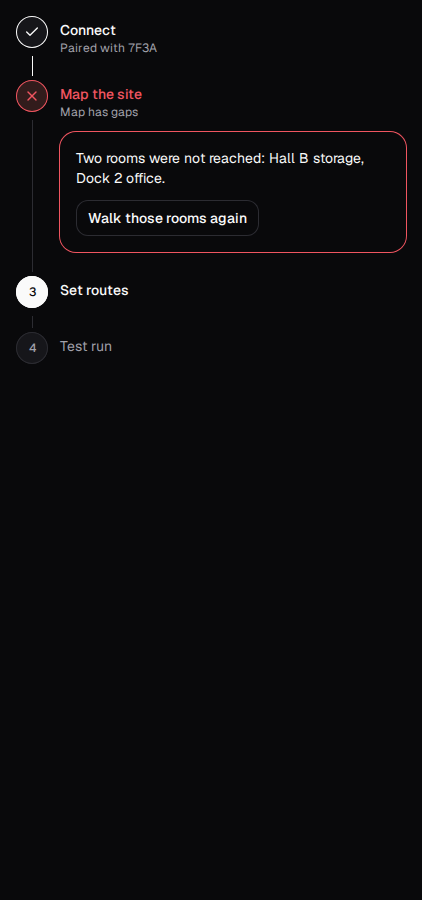 Connect
Paired with 7F3A
Map the site
Map has gaps
Two rooms were not reached: Hall B storage,
Dock 2 office.
Walk those rooms again
3
Set routes
4
Test run